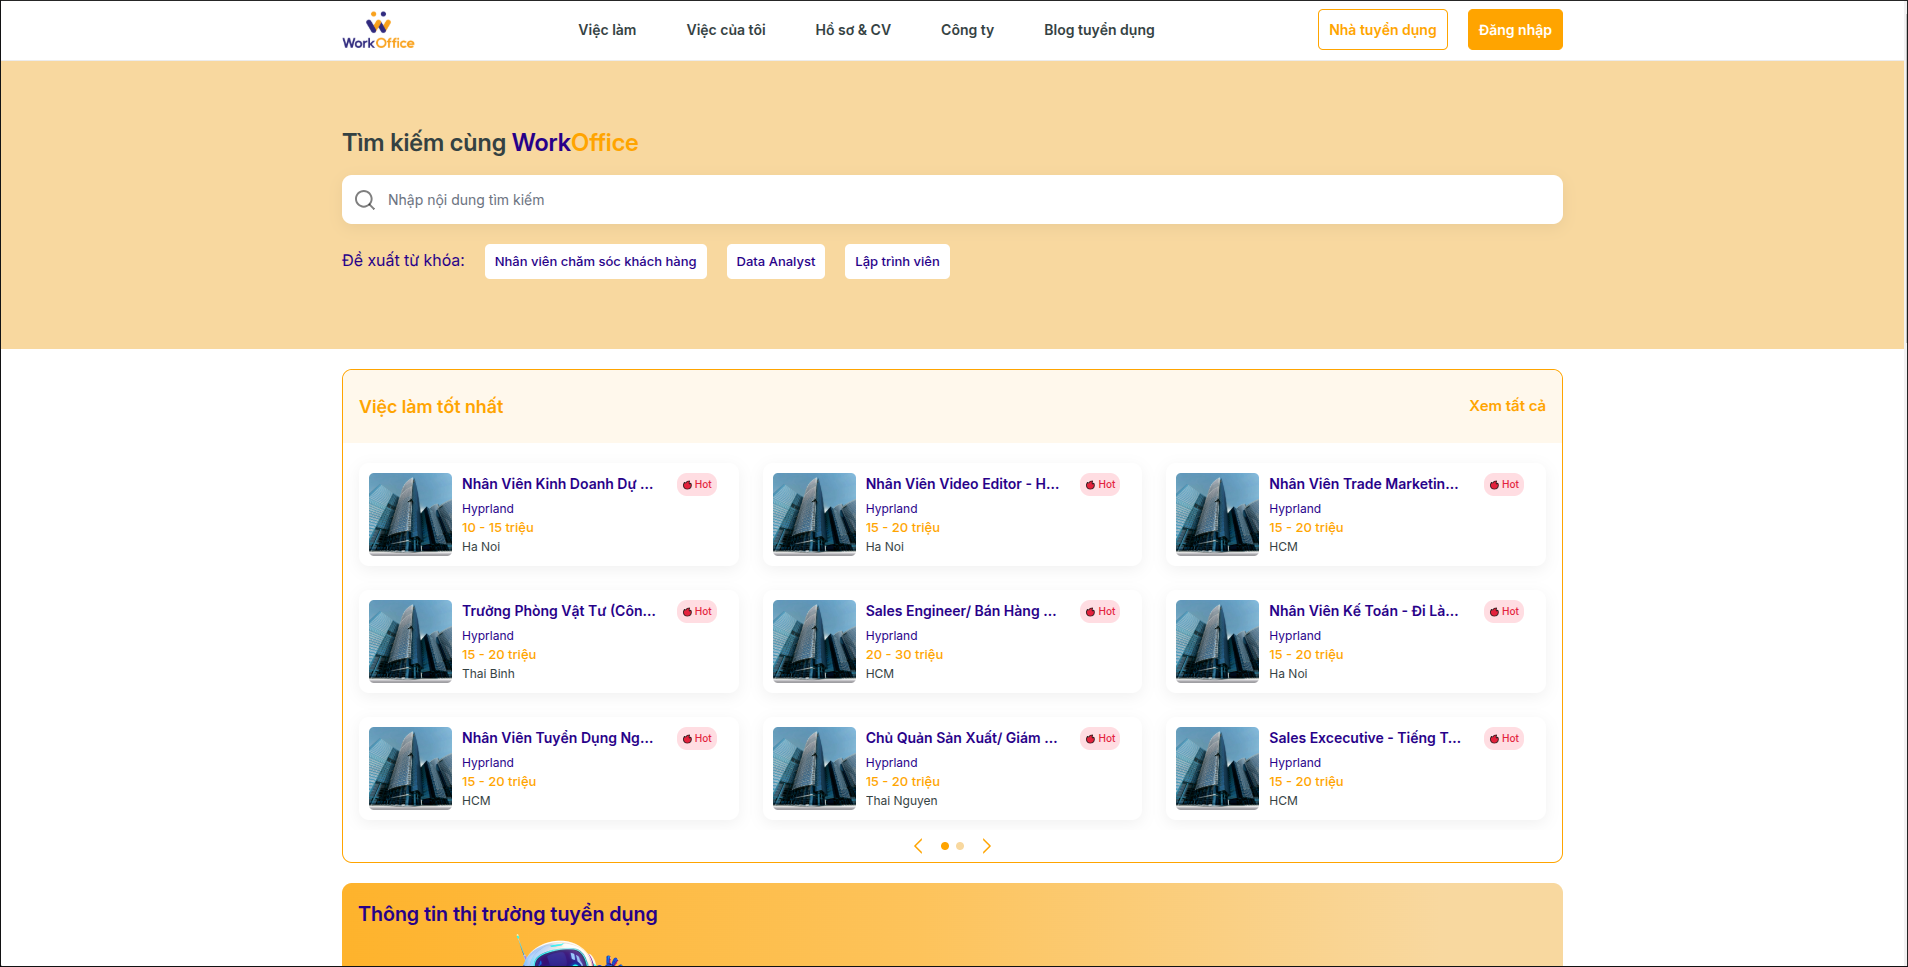 WorkOffice
Việc làm
Việc của tôi
Hồ sơ & CV
Công ty
Blog tuyển dụng
Nhà tuyển dụng
Đăng nhập
Tìm kiếm cùng WorkOffice
Nhập nội dung tìm kiếm
Đề xuất từ khóa:
Nhân viên chăm sóc khách hàng
Data Analyst
Lập trình viên
Việc làm tốt nhất
Xem tất cả
Nhân Viên Kinh Doanh Dự ...
Hot
Hyprland
10 - 15 triệu
Ha Noi
Nhân Viên Video Editor - H...
Hot
Hyprland
15 - 20 triệu
Ha Noi
Nhân Viên Trade Marketin...
Hot
Hyprland
15 - 20 triệu
HCM
Trưởng Phòng Vật Tư (Côn...
Hot
Hyprland
15 - 20 triệu
Thai Binh
Sales Engineer/ Bán Hàng ...
Hot
Hyprland
20 - 30 triệu
HCM
Nhân Viên Kế Toán - Đi Là...
Hot
Hyprland
15 - 20 triệu
Ha Noi
Nhân Viên Tuyển Dụng Ng...
Hot
Hyprland
15 - 20 triệu
HCM
Chủ Quản Sản Xuất/ Giám ...
Hot
Hyprland
15 - 20 triệu
Thai Nguyen
Sales Excecutive - Tiếng T...
Hot
Hyprland
15 - 20 triệu
HCM
Thông tin thị trường tuyển dụng